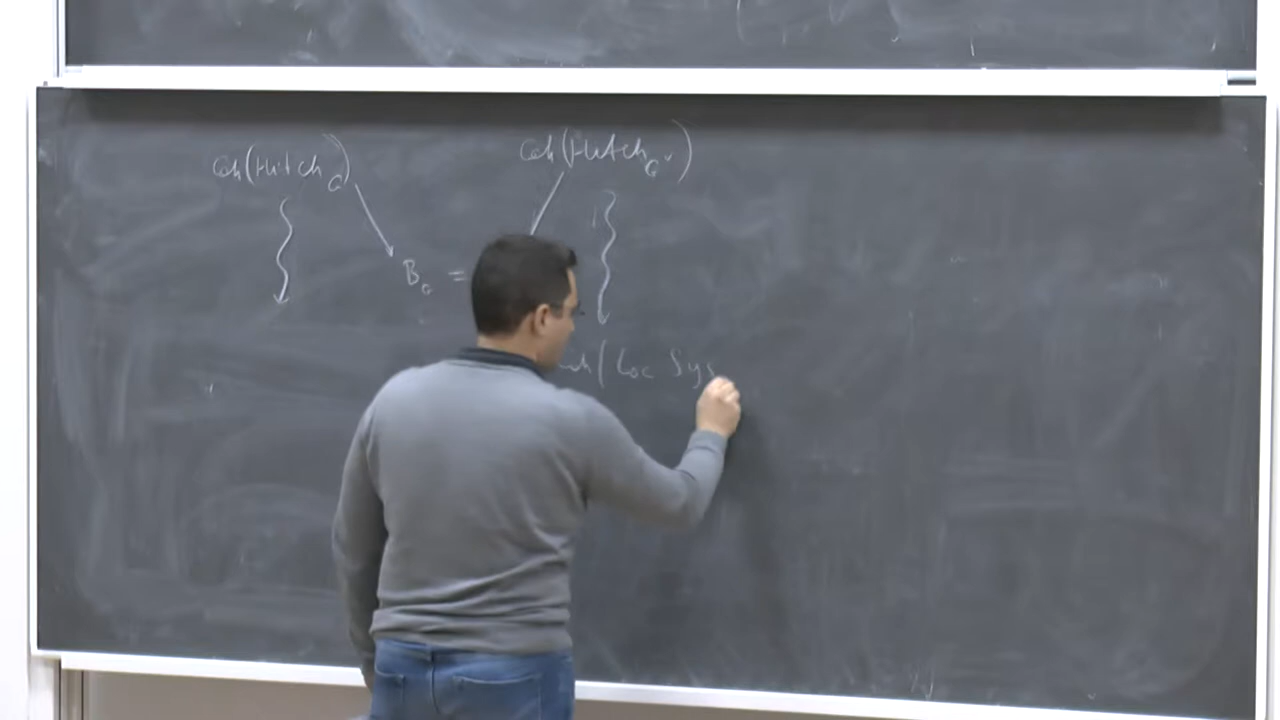 Coh(Hitch_G) Coh(Hitch_G^∨)
B_G =
Loc Sys